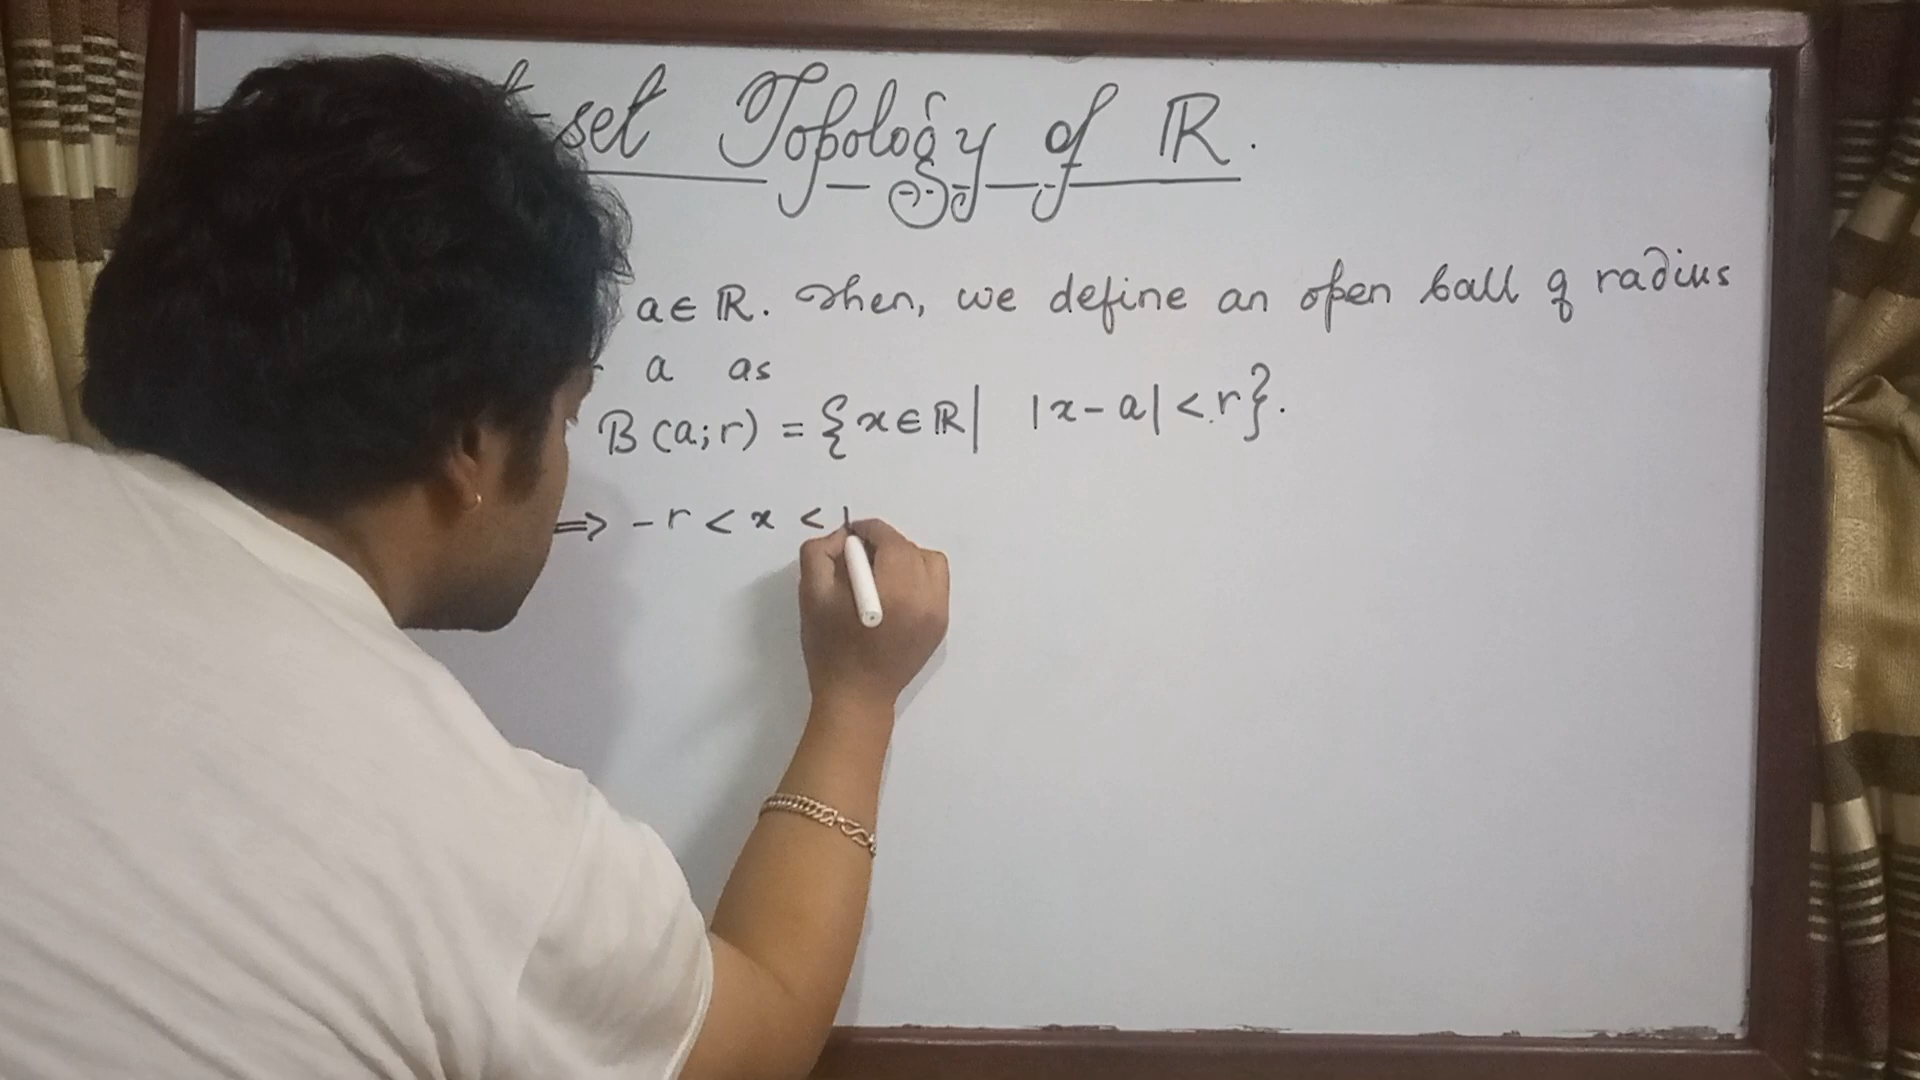 -set Topology of ℝ.
a ∈ ℝ. Then, we define an open ball of radius
a as
B(a;r) = {x ∈ ℝ | |x-a| < r}.
⇒ -r < x <